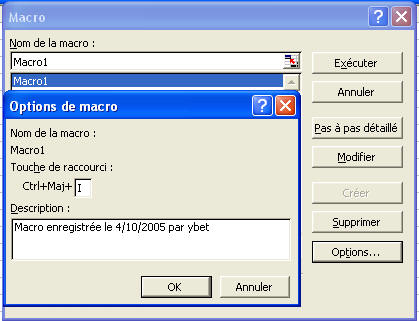 Macro
Nom de la macro :
Macro1
Macro1
Exécuter
Annuler
Pas à pas détaillé
Modifier
Créer
Supprimer
Options...
Options de macro
Nom de la macro :
Macro1
Touche de raccourci :
Ctrl+Maj+
Description :
Macro enregistrée le 4/10/2005 par ybet
OK
Annuler